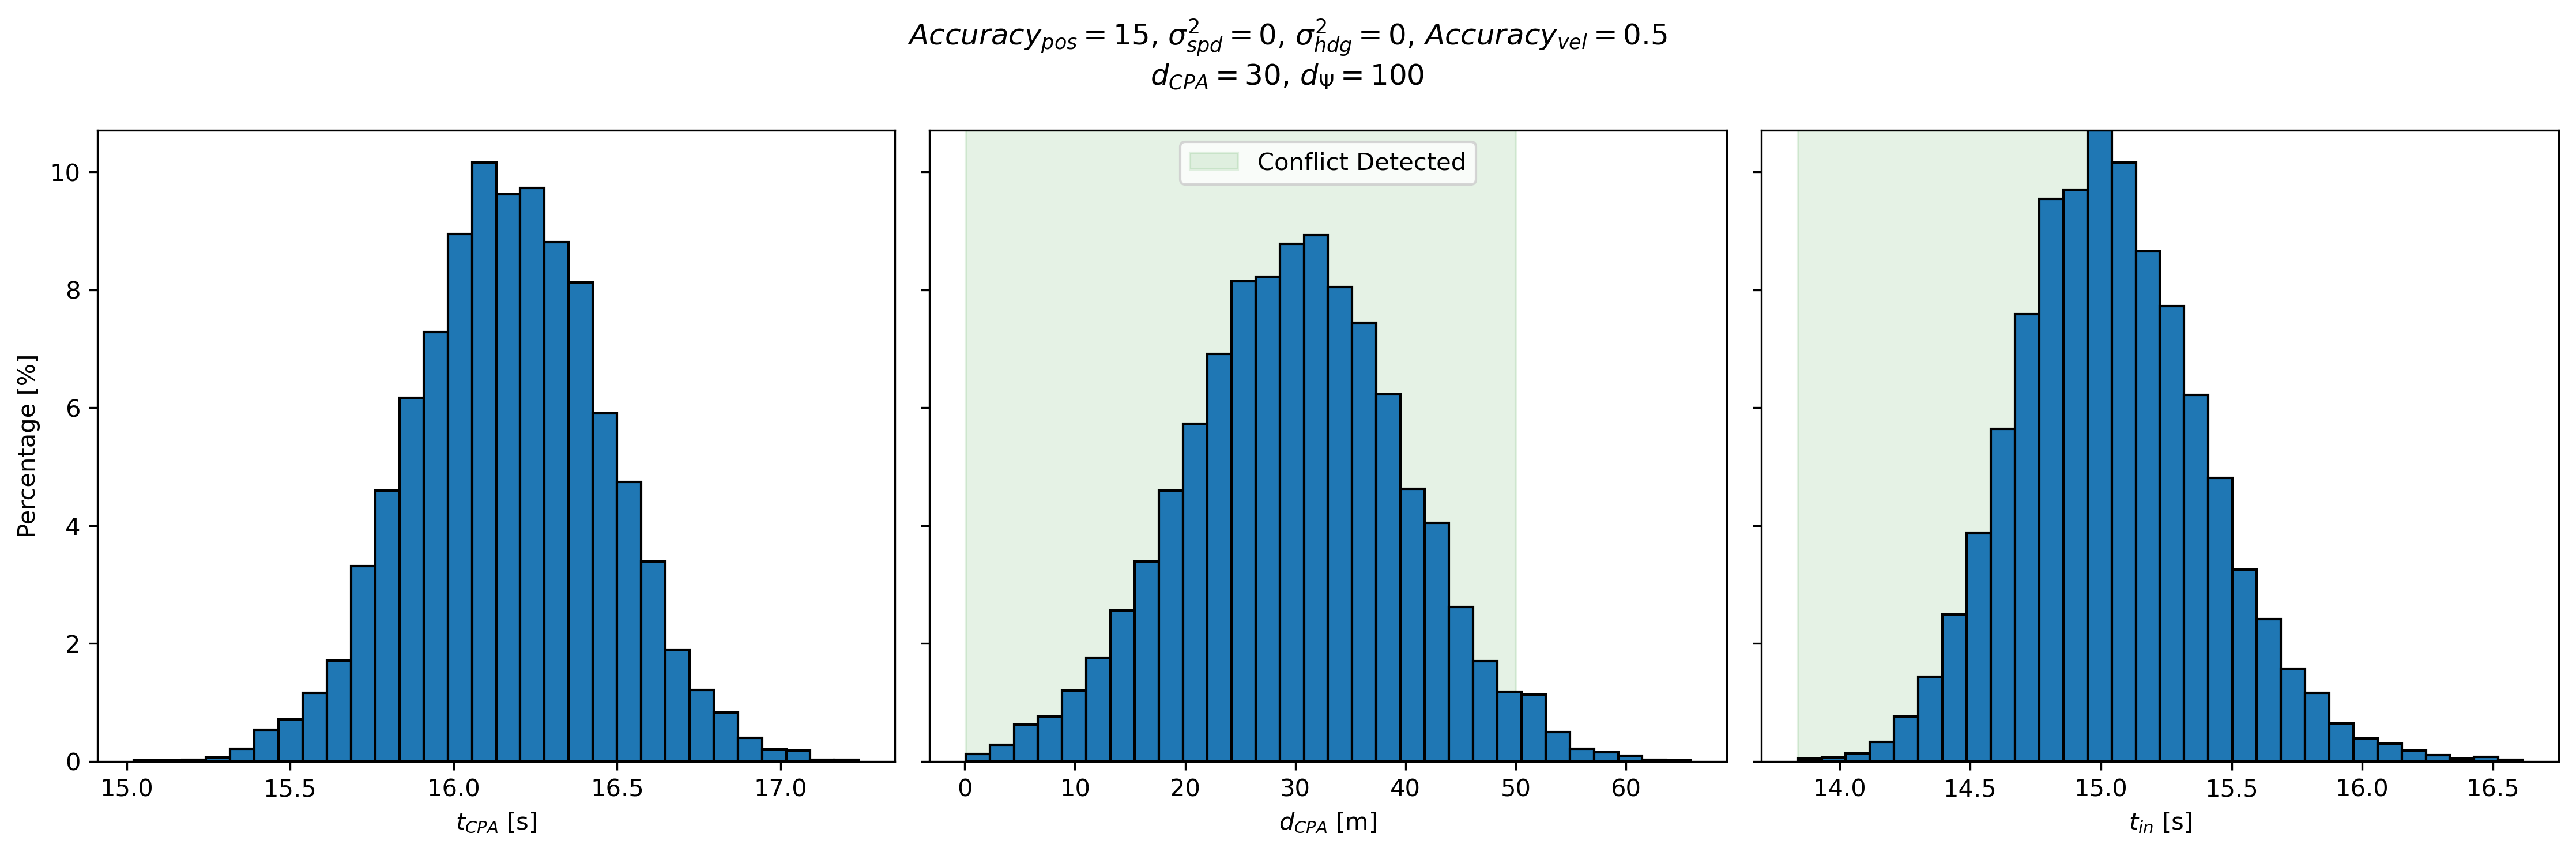 Accuracy_pos = 15, σ²_spd = 0, σ²_hdg = 0, Accuracy_vel = 0.5
d_CPA = 30, d_Ψ = 100
Percentage [%]
10
8
6
4
2
0
15.0 15.5 16.0 16.5 17.0
t_CPA [s]
Conflict Detected
0 10 20 30 40 50 60
d_CPA [m]
14.0 14.5 15.0 15.5 16.0 16.5
t_in [s]